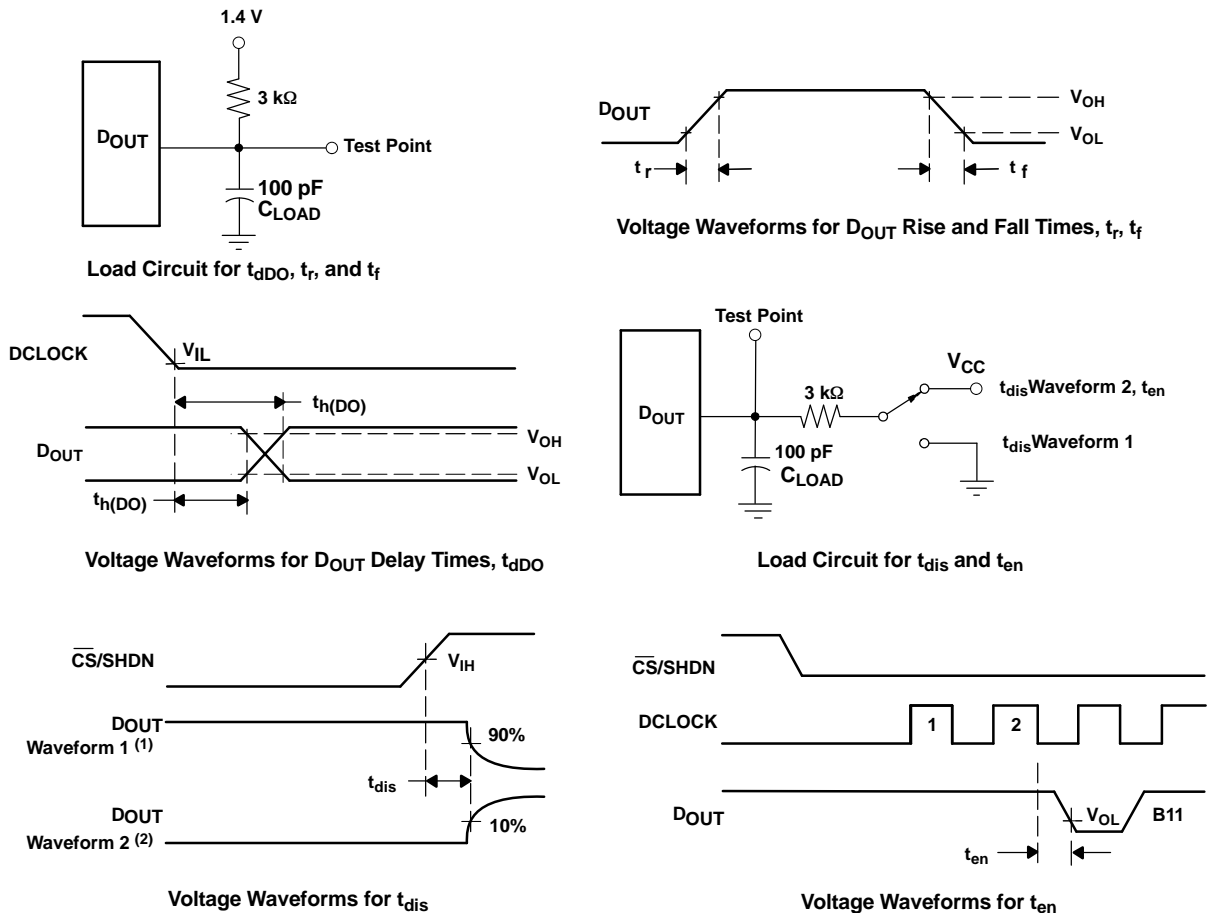 1.4 V
3 kΩ
DOUT
Test Point
100 pF
CLOAD
Load Circuit for tdDO, tr, and tf
DOUT
VOH
VOL
tr
tf
Voltage Waveforms for DOUT Rise and Fall Times, tr, tf
DCLOCK
VIL
th(DO)
DOUT
VOH
VOL
th(DO)
Voltage Waveforms for DOUT Delay Times, tdDO
Test Point
VCC
DOUT
3 kΩ
tdisWaveform 2, ten
100 pF
CLOAD
tdisWaveform 1
Load Circuit for tdis and ten
CS/SHDN
VIH
DOUT
Waveform 1 (1)
90%
tdis
DOUT
Waveform 2 (2)
10%
Voltage Waveforms for tdis
CS/SHDN
DCLOCK
1
2
DOUT
VOL
B11
ten
Voltage Waveforms for ten